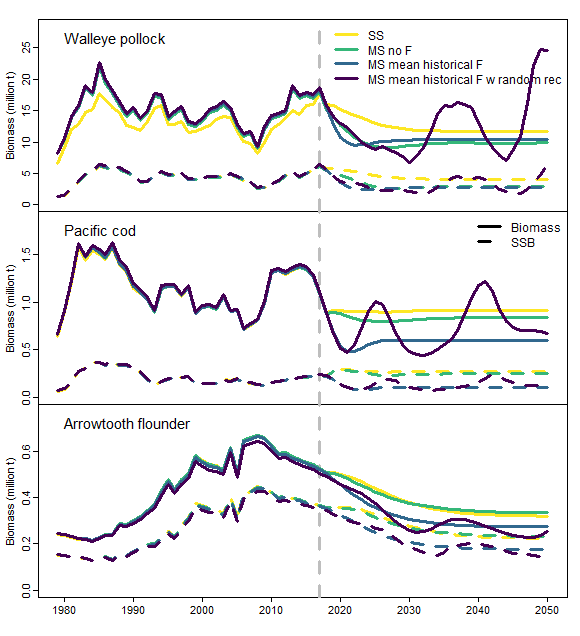 Walleye pollock
SS
MS no F
MS mean historical F
MS mean historical F w random rec
Biomass (million t)
25
20
15
10
5
0
Pacific cod
Biomass
SSB
Biomass (million t)
1.5
1.0
0.5
0.0
Arrowtooth flounder
Biomass (million t)
0.6
0.4
0.2
0.0
1980 1990 2000 2010 2020 2030 2040 2050